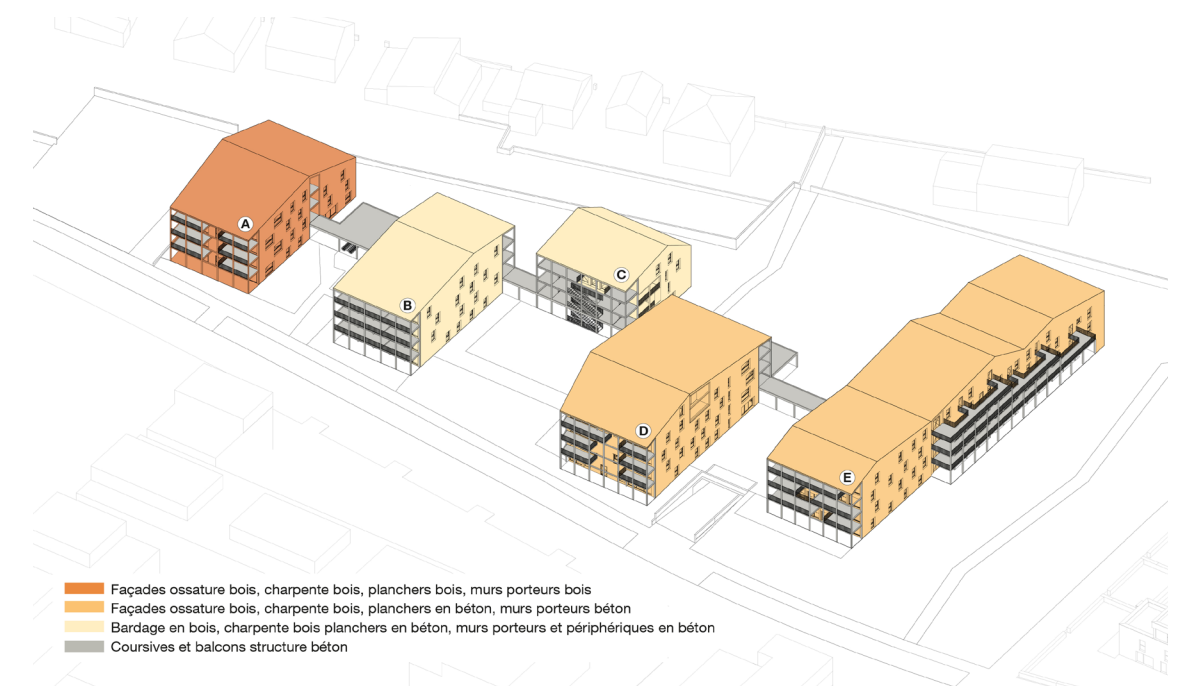 A
B
C
D
E
Façades ossature bois, charpente bois, planchers bois, murs porteurs bois
Façades ossature bois, charpente bois, planchers en béton, murs porteurs béton
Bardage en bois, charpente bois planchers en béton, murs porteurs et périphériques en béton
Coursives et balcons structure béton